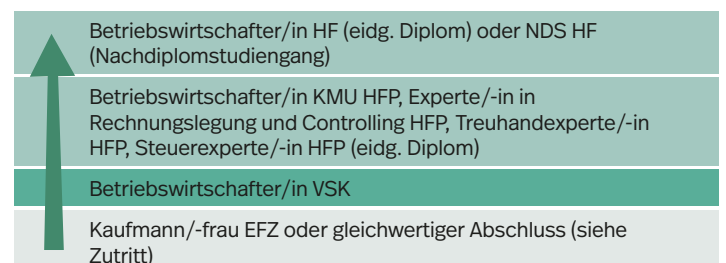 Betriebswirtschafter/in HF (eidg. Diplom) oder NDS HF
(Nachdiplomstudiengang)
Betriebswirtschafter/in KMU HFP, Experte/-in in
Rechnungslegung und Controlling HFP, Treuhandexperte/-in
HFP, Steuerexperte/-in HFP (eidg. Diplom)
Betriebswirtschafter/in VSK
Kaufmann/-frau EFZ oder gleichwertiger Abschluss (siehe
Zutritt)